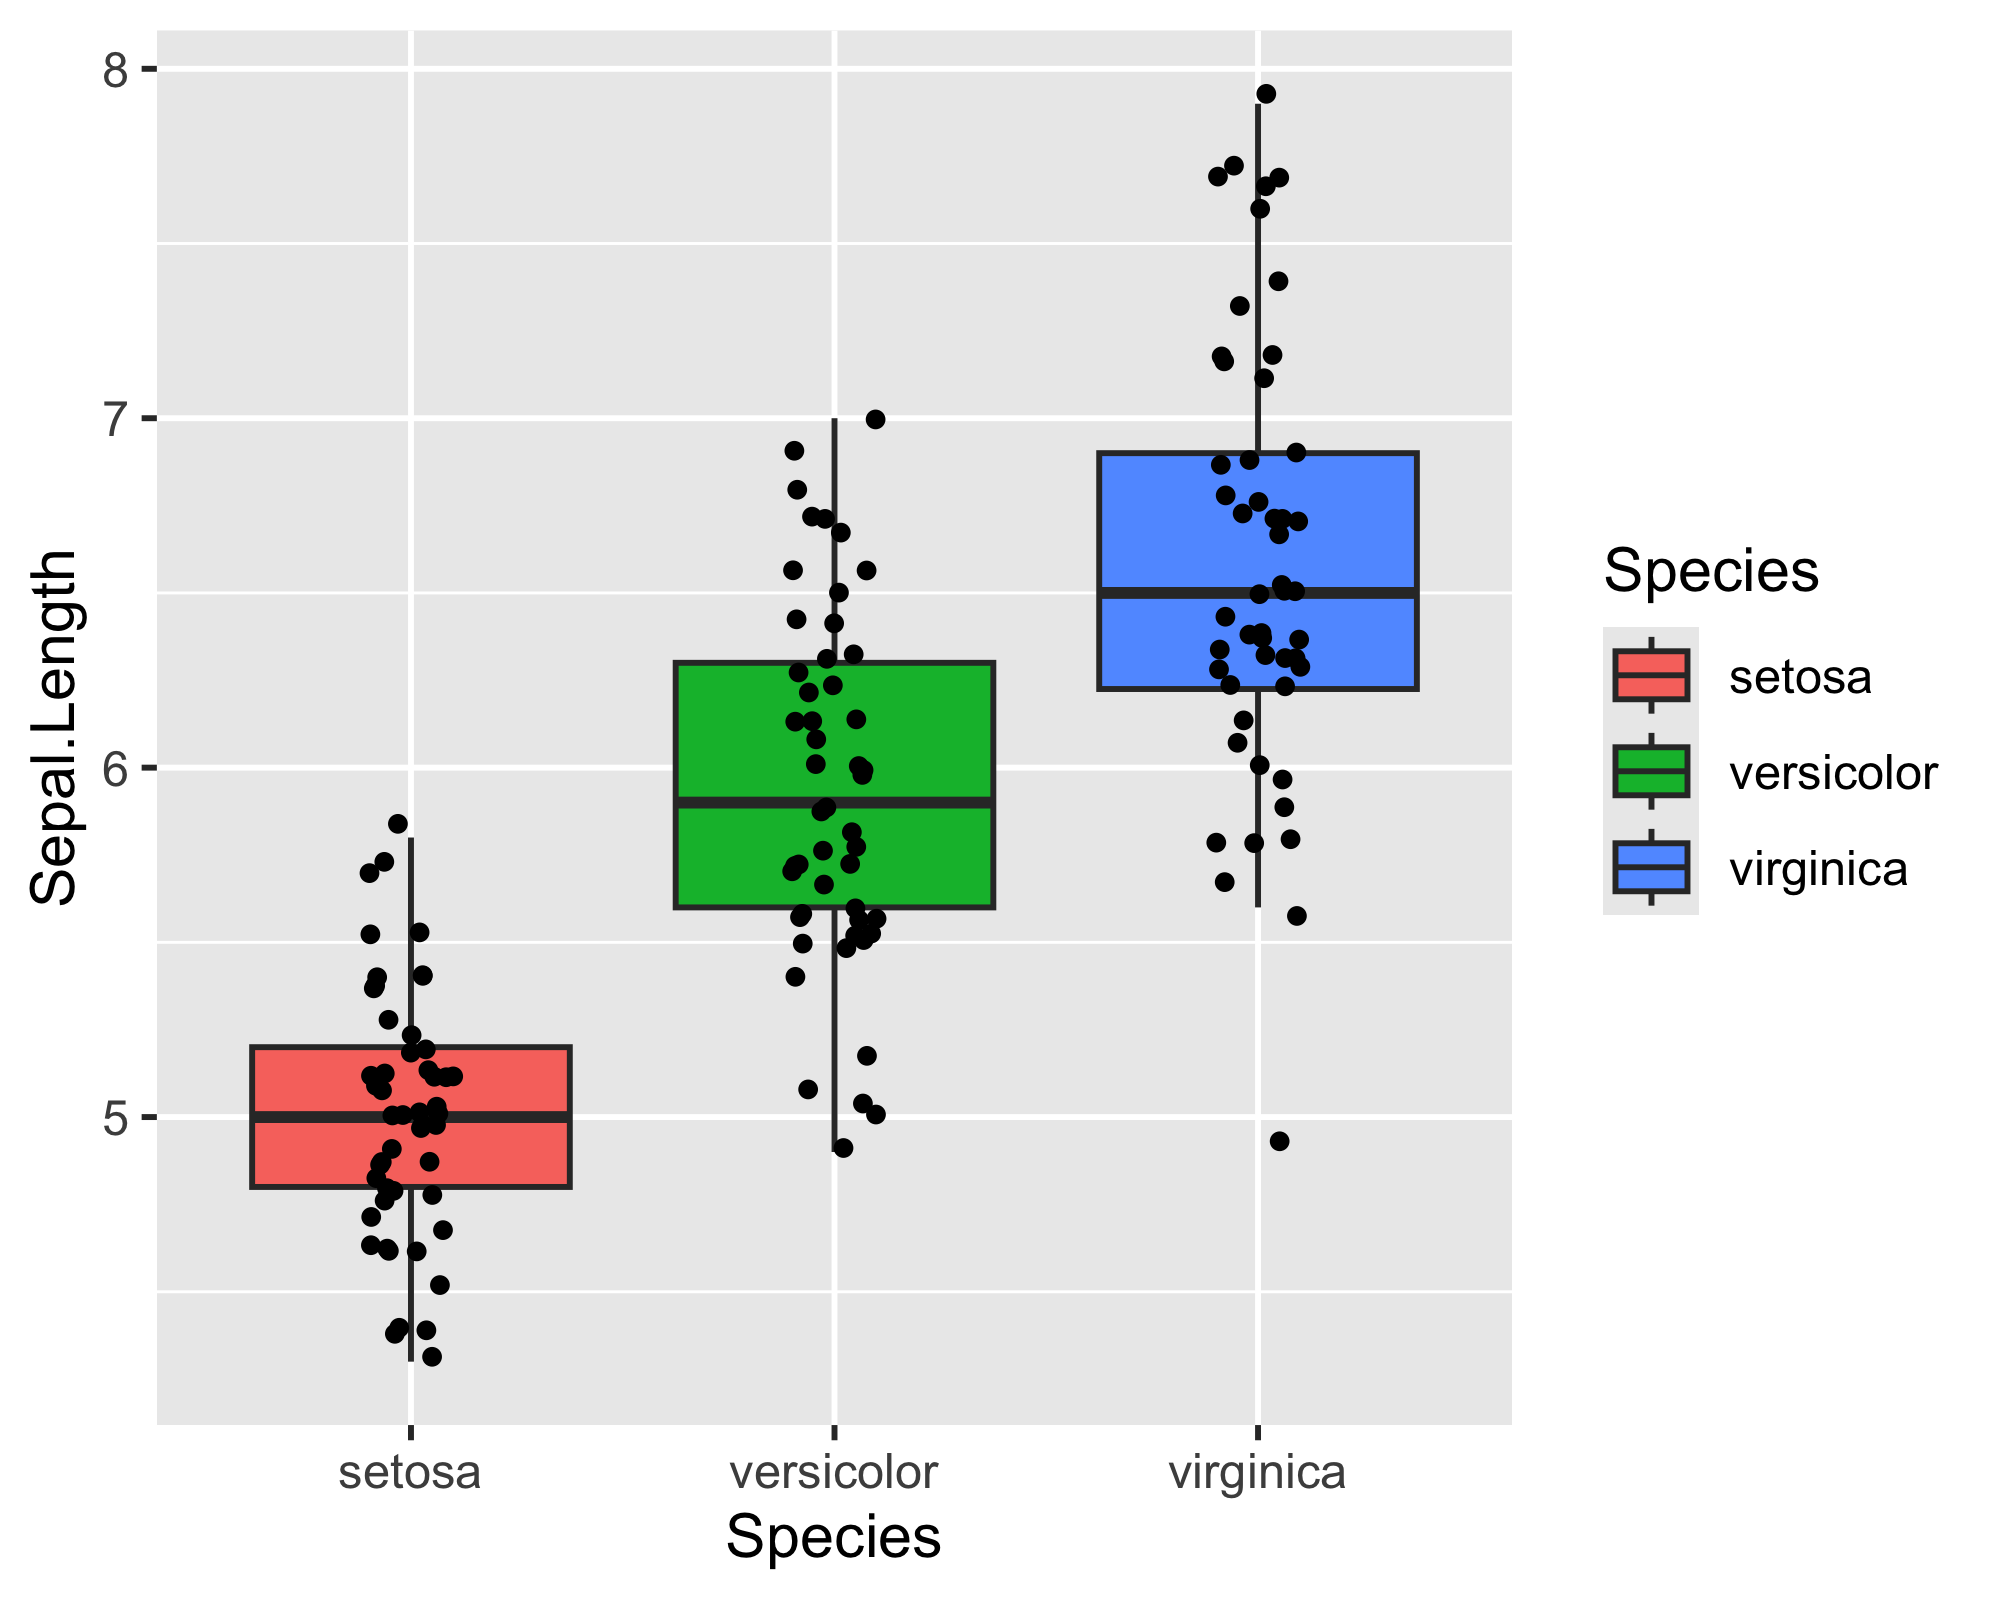 8
7
6
5
Sepal.Length
setosa
versicolor
virginica
Species
Species
setosa
versicolor
virginica